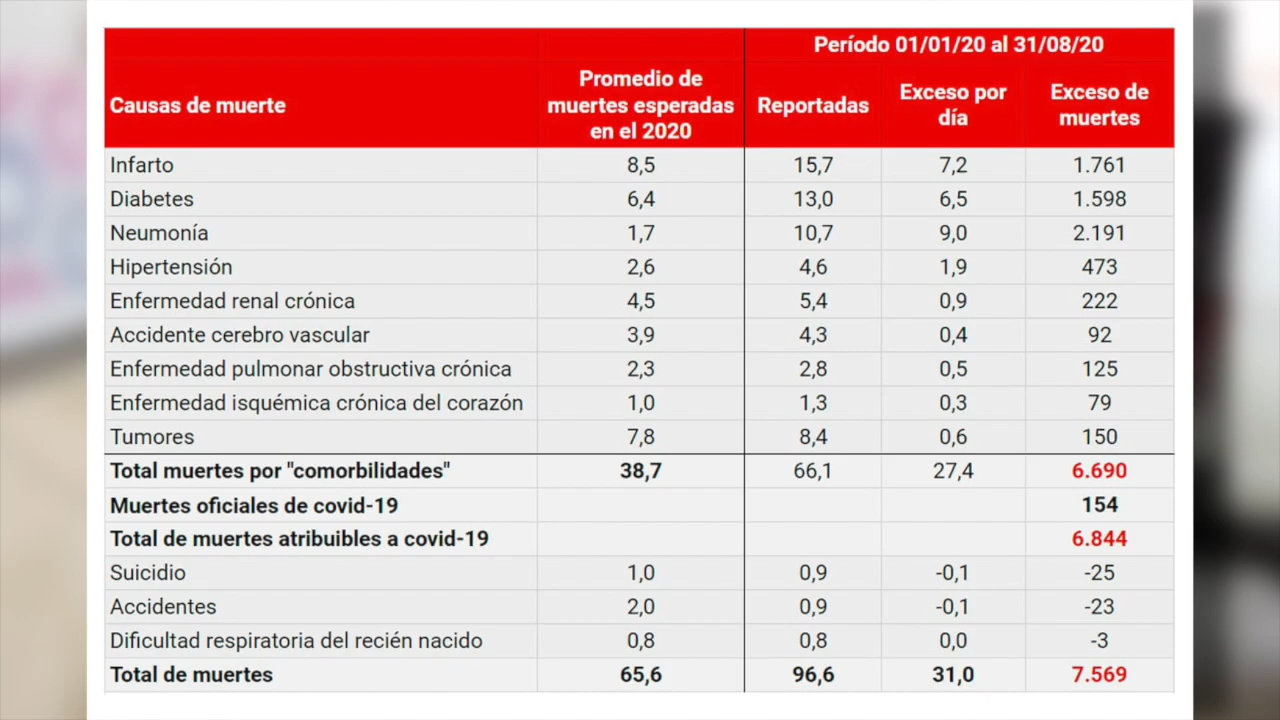 Período 01/01/20 al 31/08/20
Causas de muerte Promedio de muertes esperadas en el 2020 Reportadas Exceso por día Exceso de muertes
Infarto 8,5 15,7 7,2 1.761
Diabetes 6,4 13,0 6,5 1.598
Neumonía 1,7 10,7 9,0 2.191
Hipertensión 2,6 4,6 1,9 473
Enfermedad renal crónica 4,5 5,4 0,9 222
Accidente cerebro vascular 3,9 4,3 0,4 92
Enfermedad pulmonar obstructiva crónica 2,3 2,8 0,5 125
Enfermedad isquémica crónica del corazón 1,0 1,3 0,3 79
Tumores 7,8 8,4 0,6 150
Total muertes por "comorbilidades" 38,7 66,1 27,4 6.690
Muertes oficiales de covid-19 154
Total de muertes atribuibles a covid-19 6.844
Suicidio 1,0 0,9 -0,1 -25
Accidentes 2,0 0,9 -0,1 -23
Dificultad respiratoria del recién nacido 0,8 0,8 0,0 -3
Total de muertes 65,6 96,6 31,0 7.569